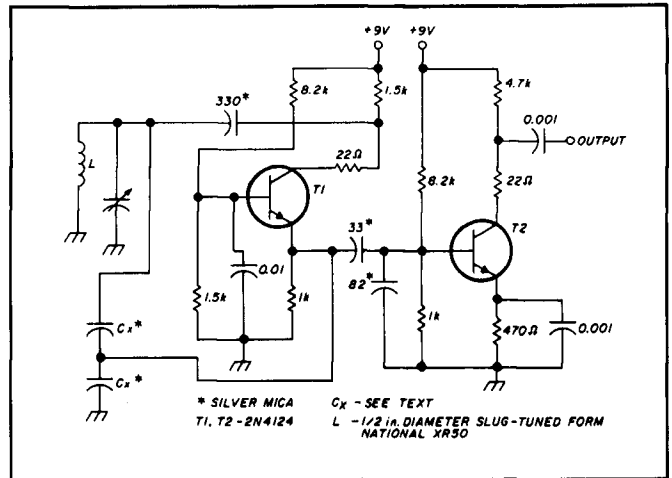 +9V +9V
8.2k 1.5k 4.7k
330*
0.001 OUTPUT
22Ω
L
T1 8.2k 22Ω
33* T2
0.01 82*
1.5k 1k 1k 470Ω 0.001
Cx*
Cx*
* SILVER MICA Cx - SEE TEXT
T1, T2 - 2N4124 L - 1/2 in. DIAMETER SLUG-TUNED FORM
NATIONAL XR50